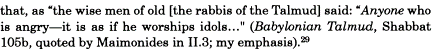 that, as "the wise men of old [the rabbis of the Talmud] said: "Anyone who
is angry—it is as if he worships idols..." (Babylonian Talmud, Shabbat
105b, quoted by Maimonides in II.3; my emphasis).²⁹